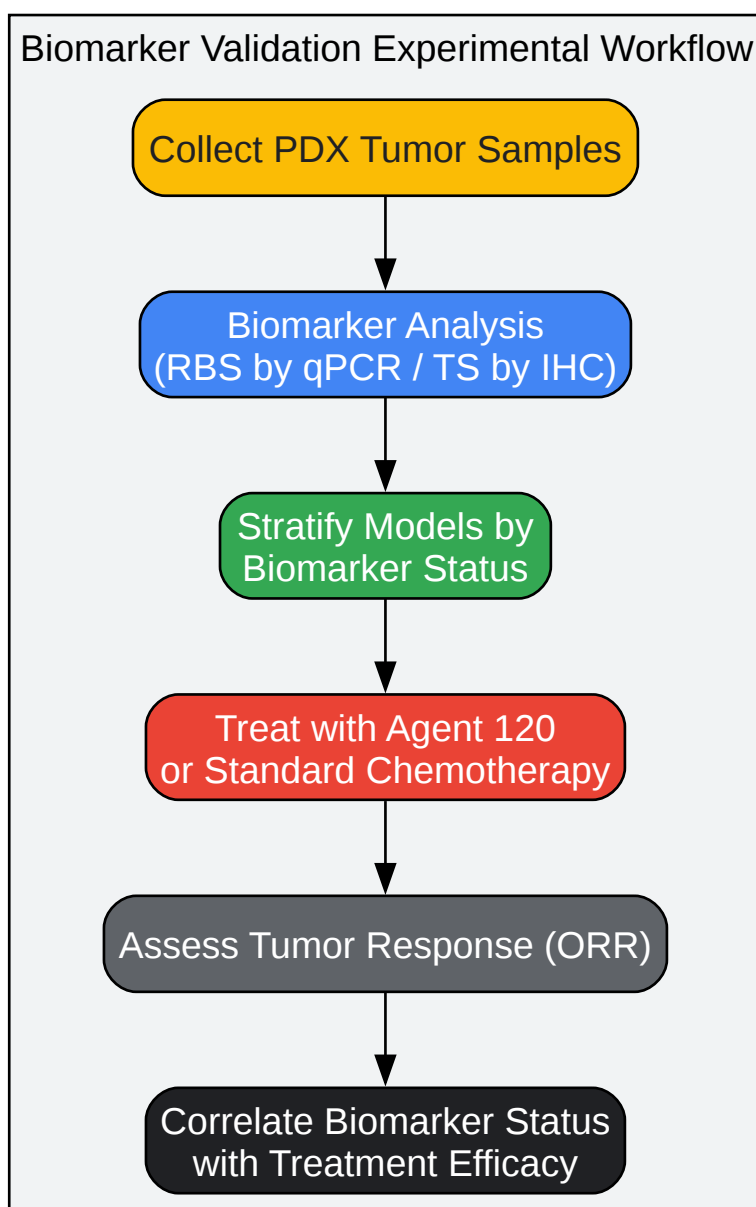 Biomarker Validation Experimental Workflow
Collect PDX Tumor Samples
Biomarker Analysis
(RBS by qPCR / TS by IHC)
Stratify Models by
Biomarker Status
Treat with Agent 120
or Standard Chemotherapy
Assess Tumor Response (ORR)
Correlate Biomarker Status
with Treatment Efficacy